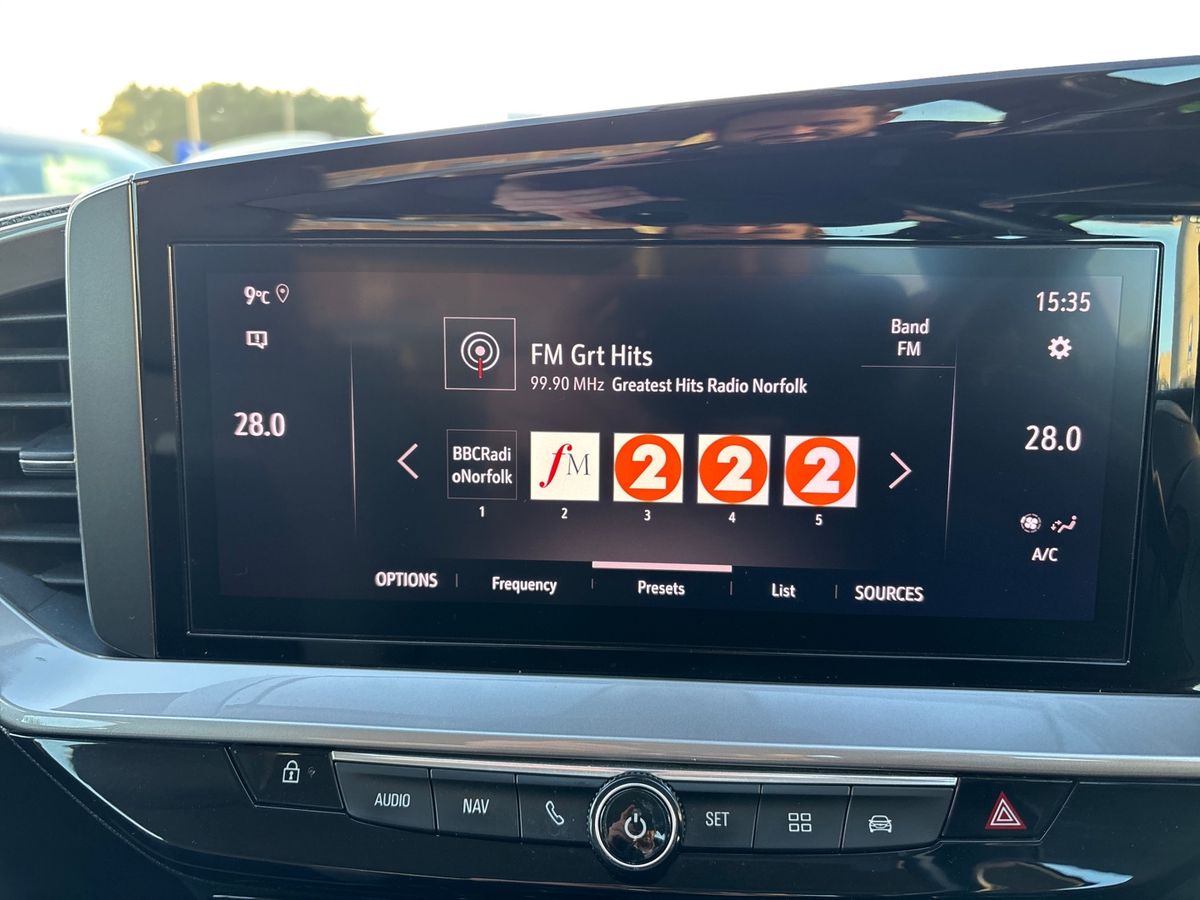 9°C
15:35
Band
FM
FM Grt Hits
99.90 MHz Greatest Hits Radio Norfolk
28.0
28.0
BBCRadi
oNorfolk
fM
2
2
2
1
2
3
4
5
A/C
OPTIONS
Frequency
Presets
List
SOURCES
AUDIO
NAV
SET